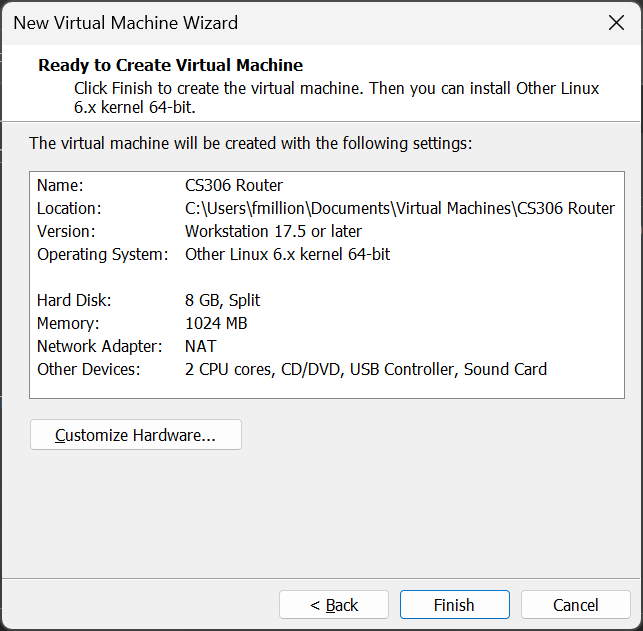 New Virtual Machine Wizard
Ready to Create Virtual Machine
Click Finish to create the virtual machine. Then you can install Other Linux
6.x kernel 64-bit.
The virtual machine will be created with the following settings:
Name: CS306 Router
Location: C:\Users\fmillion\Documents\Virtual Machines\CS306 Router
Version: Workstation 17.5 or later
Operating System: Other Linux 6.x kernel 64-bit
Hard Disk: 8 GB, Split
Memory: 1024 MB
Network Adapter: NAT
Other Devices: 2 CPU cores, CD/DVD, USB Controller, Sound Card
Customize Hardware...
< Back Finish Cancel